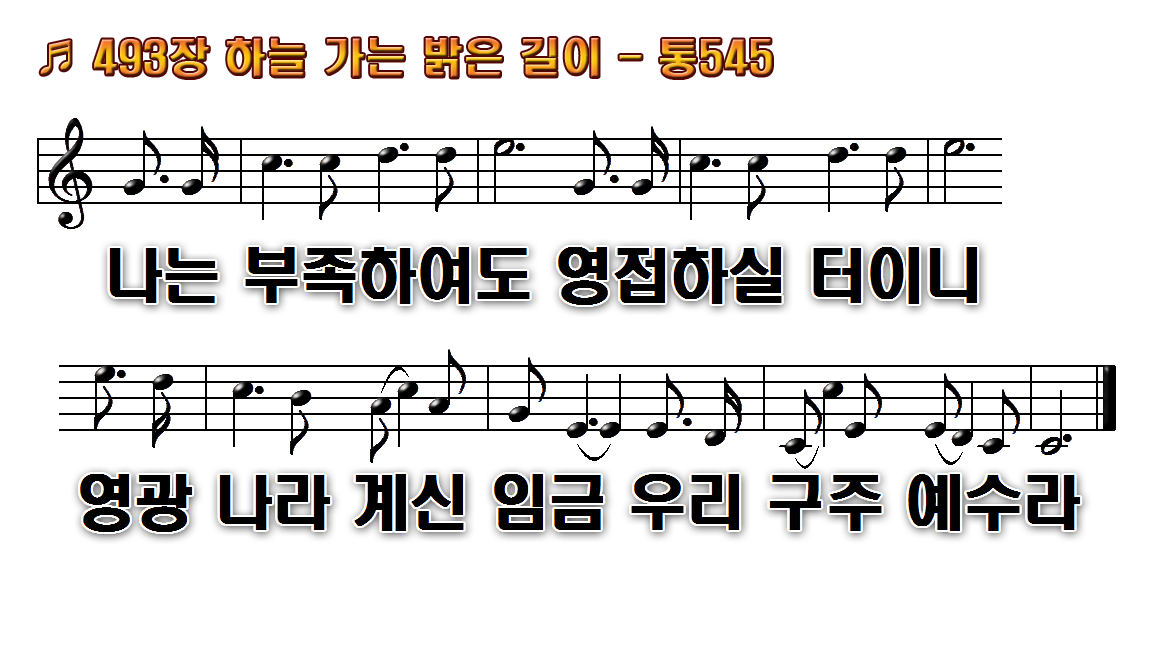 ♬ 493장 하늘 가는 밝은 길이 - 통545
나는 부족하여도 영접하실 터이니
영광 나라 계신 임금 우리 구주 예수라